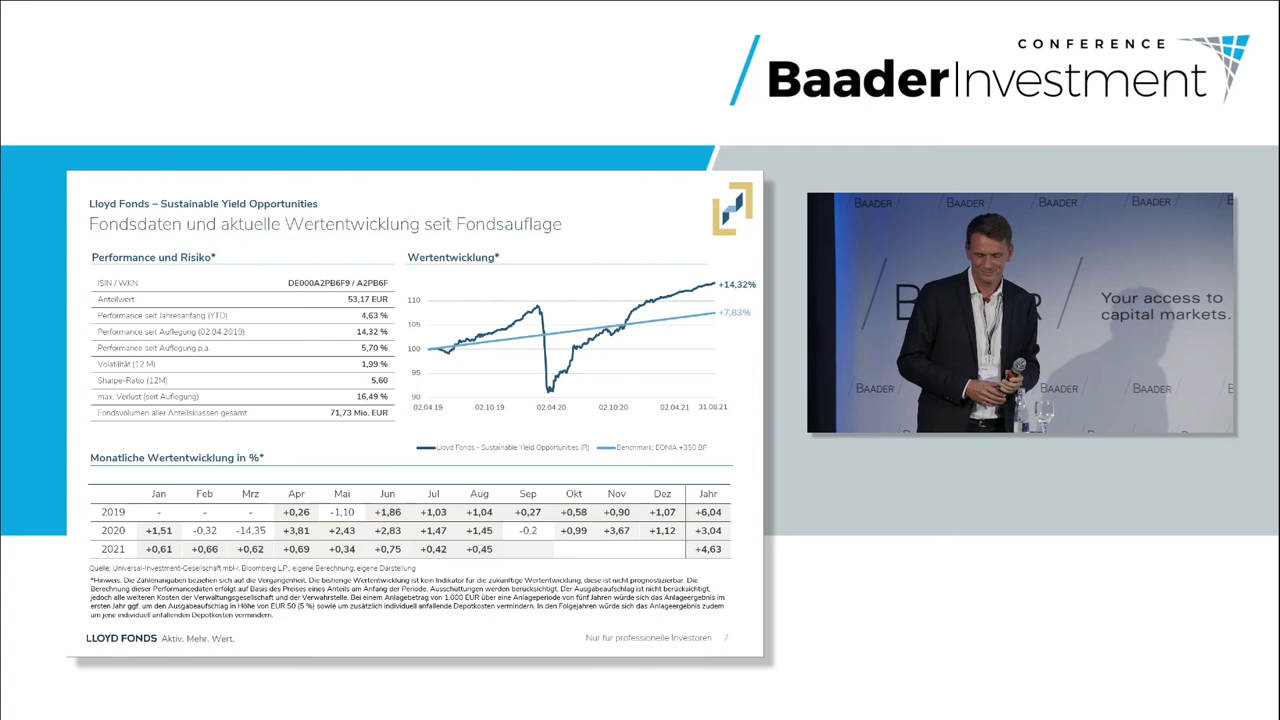 CONFERENCE
BaaderInvestment
Lloyd Fonds – Sustainable Yield Opportunities
Fondsdaten und aktuelle Wertentwicklung seit Fondsauflage
Performance und Risiko*
ISIN / WKN DE000A2PB6F9 / A2PB6F
Anteilwert 53,17 EUR
Performance seit Jahresanfang (YTD) 4,63 %
Performance seit Auflegung (02.04.2019). 14,32 %
Performance seit Auflegung p.a. 5,70 %
Volatilität (12 M) 1,99 %
Sharpe-Ratio (12M) 5,60
max. Verlust (seit Auflegung) 16,49 %
Fondsvolumen aller Anteilsklassen gesamt 71,73 Mio. EUR
Wertentwicklung*
+14,32%
+7,83%
110
105
100
95
90
02.04.19 02.10.19 02.04.20 02.10.20 02.04.21 31.08.21
Lloyd Fonds - Sustainable Yield Opportunities (R) Benchmark: EONIA +350 BP
Monatliche Wertentwicklung in %*
Jan Feb Mrz Apr Mai Jun Jul Aug Sep Okt Nov Dez Jahr
2019 - - - +0,26 -1,10 +1,86 +1,03 +1,04 +0,27 +0,58 +0,90 +1,07 +6,04
2020 +1,51 -0,32 -14,35 +3,81 +2,43 +2,83 +1,47 +1,45 -0,2 +0,99 +3,67 +1,12 +3,04
2021 +0,61 +0,66 +0,62 +0,69 +0,34 +0,75 +0,42 +0,45 +4,63
Quelle: Universal-Investment-Gesellschaft mbH; Bloomberg L.P.; eigene Berechnung; eigene Darstellung
*Hinweis: Die Zahlenangaben beziehen sich auf die Vergangenheit. Die bisherige Wertentwicklung ist kein Indikator für die zukünftige Wertentwicklung, diese ist nicht prognostizierbar. Die
Berechnung dieser Performancedaten erfolgt auf Basis des Preises eines Anteils am Anfang der Periode. Ausschüttungen werden berücksichtigt. Der Ausgabeaufschlag ist nicht berücksichtigt,
jedoch alle weiteren Kosten der Verwaltungsgesellschaft und der Verwahrstelle. Bei einem Anlagebetrag von 1.000 EUR über eine Anlageperiode von fünf Jahren würde sich das Anlageergebnis im
ersten Jahr ggf. um den Ausgabeaufschlag in Höhe von EUR 50 (5 %) sowie um zusätzlich individuell anfallende Depotkosten vermindern. In den Folgejahren würde sich das Anlageergebnis zudem
um jene individuell anfallenden Depotkosten vermindern.
LLOYD FONDS Aktiv. Mehr. Wert.
Nur für professionelle Investoren 7
BAADER BAADER BAADER BAADER
Your access to
capital markets.
BAADER BAADER BAADER